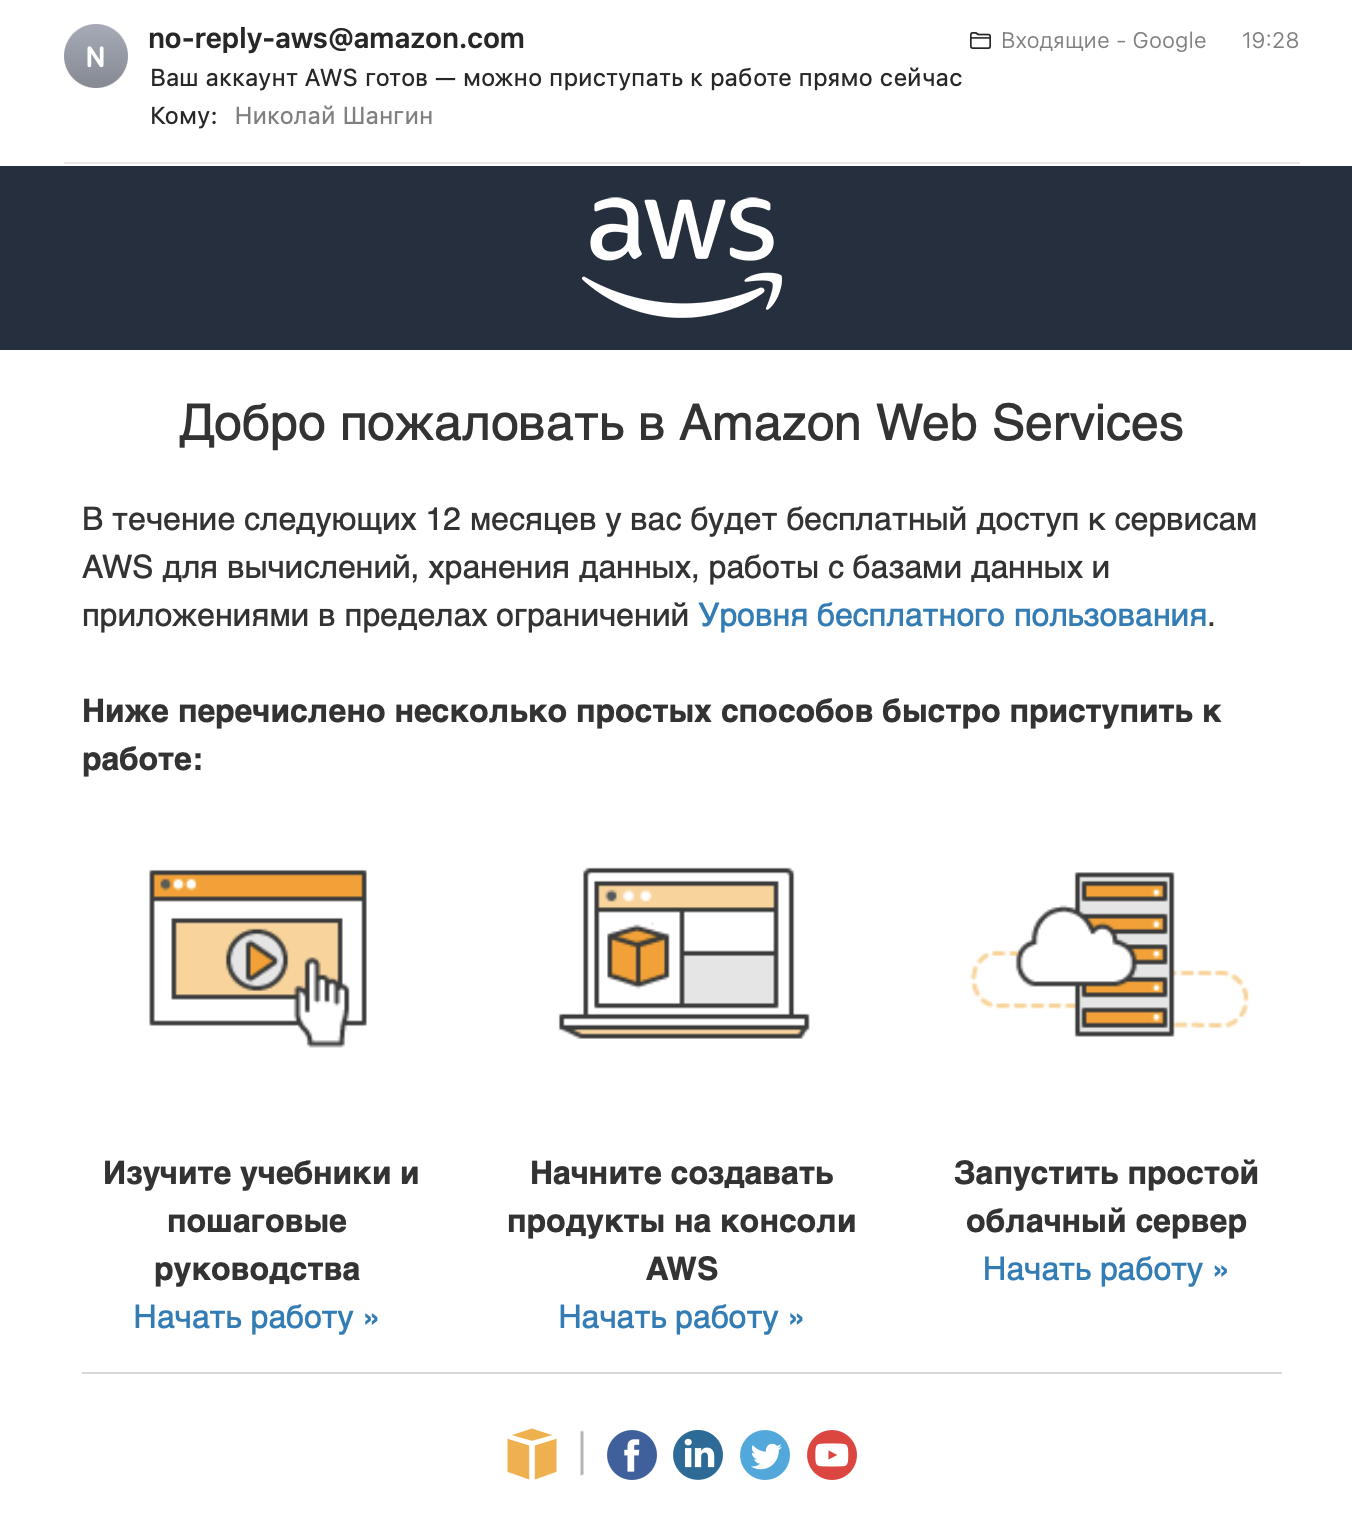 N
no-reply-aws@amazon.com
Входящие - Google
19:28
Ваш аккаунт AWS готов — можно приступать к работе прямо сейчас
Кому: Николай Шангин
aws
Добро пожаловать в Amazon Web Services
В течение следующих 12 месяцев у вас будет бесплатный доступ к сервисам
AWS для вычислений, хранения данных, работы с базами данных и
приложениями в пределах ограничений Уровня бесплатного пользования.
Ниже перечислено несколько простых способов быстро приступить к
работе:
Изучите учебники и
пошаговые
руководства
Начать работу »
Начните создавать
продукты на консоли
AWS
Начать работу »
Запустить простой
облачный сервер
Начать работу »
f
in